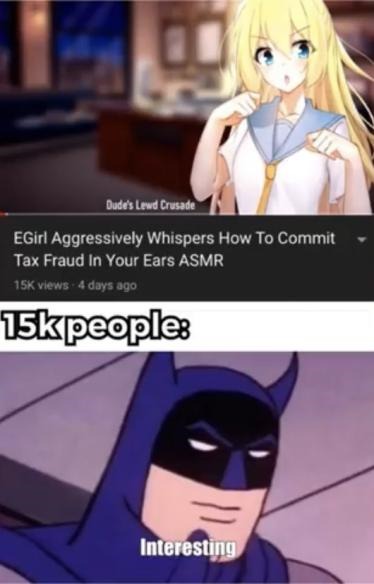 Dude's Lewd Crusade
EGirl Aggressively Whispers How To Commit
Tax Fraud In Your Ears ASMR
15K views · 4 days ago
15k people:
Interesting